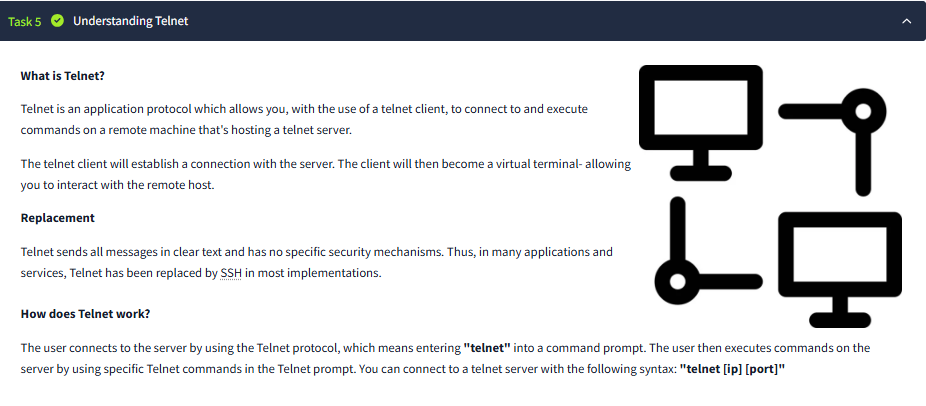 Task 5 Understanding Telnet
What is Telnet?
Telnet is an application protocol which allows you, with the use of a telnet client, to connect to and execute
commands on a remote machine that's hosting a telnet server.
The telnet client will establish a connection with the server. The client will then become a virtual terminal- allowing
you to interact with the remote host.
Replacement
Telnet sends all messages in clear text and has no specific security mechanisms. Thus, in many applications and
services, Telnet has been replaced by SSH in most implementations.
How does Telnet work?
The user connects to the server by using the Telnet protocol, which means entering "telnet" into a command prompt. The user then executes commands on the
server by using specific Telnet commands in the Telnet prompt. You can connect to a telnet server with the following syntax: "telnet [ip] [port]"